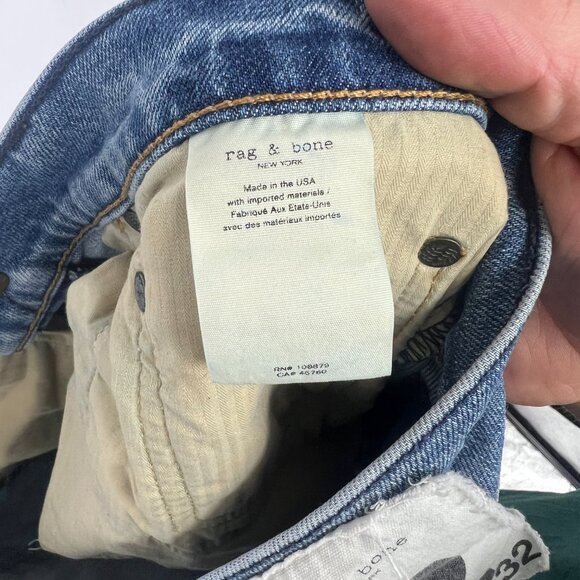 rag & bone
NEW YORK
Made in the USA
with imported materials /
Fabriqué Aux États-Unis
avec des matériaux importés
RN# 109879
CA# 45760
bone
32